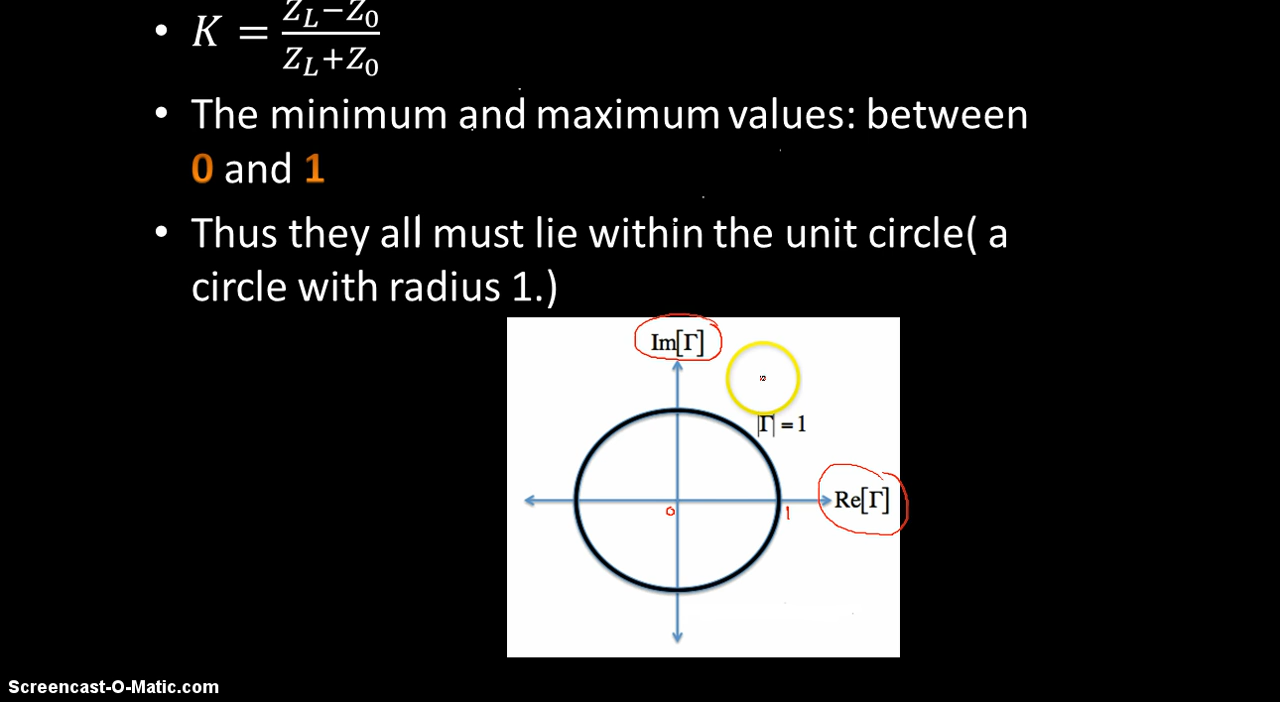 • K = \frac{Z_L - Z_0}{Z_L + Z_0}
• The minimum and maximum values: between
0 and 1
• Thus they all must lie within the unit circle( a
circle with radius 1.)
Im[Γ]
|Γ| = 1
Re[Γ]
0 1
Screencast-O-Matic.com